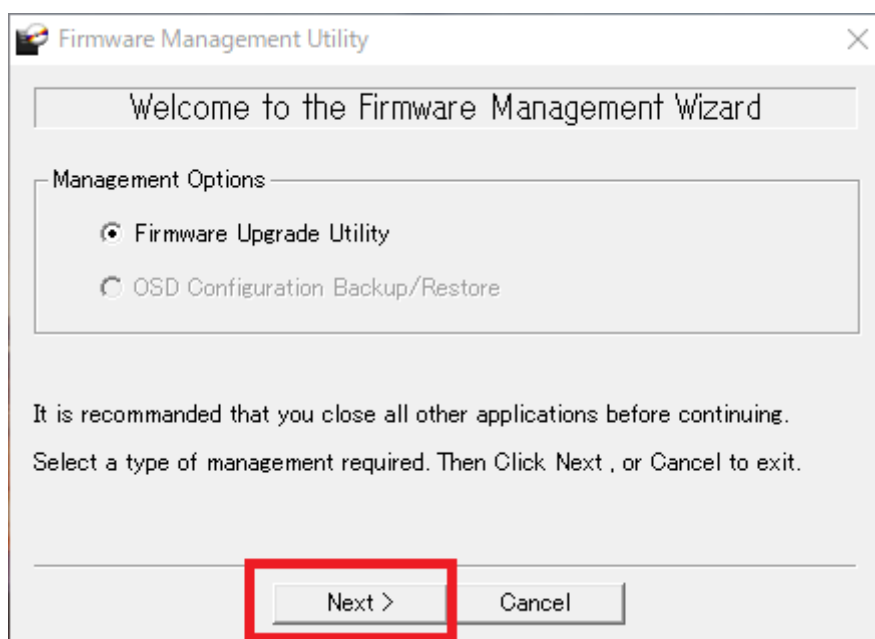 Firmware Management Utility
Welcome to the Firmware Management Wizard
Management Options
Firmware Upgrade Utility
OSD Configuration Backup/Restore
It is recommanded that you close all other applications before continuing.
Select a type of management required. Then Click Next , or Cancel to exit.
Next >
Cancel